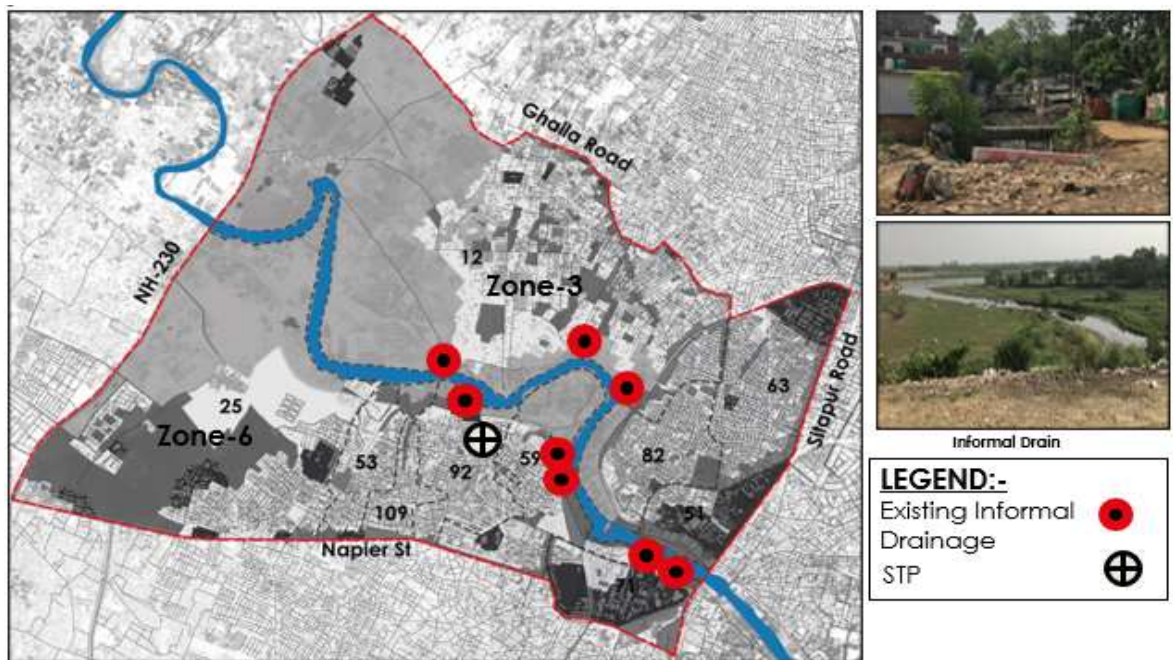 Ghalla Road
NH-230
12
Zone-3
Sitapur Road
63
25
Zone-6
53
92
59
82
109
51
Napier St
71
Informal Drain
LEGEND:-
Existing Informal
Drainage
STP